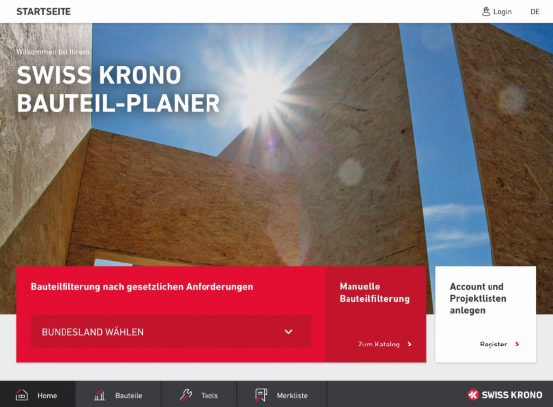 STARTSEITE
Login
DE
Willkommen bei Ihrem
SWISS KRONO
BAUTEIL-PLANER
Bauteilfilterung nach gesetzlichen Anforderungen
BUNDESLAND WÄHLEN
Manuelle
Bauteilfilterung
Zum Katalog
Account und
Projektlisten
anlegen
Register
Home
Bauteile
Tools
Merkliste
SWISS KRONO